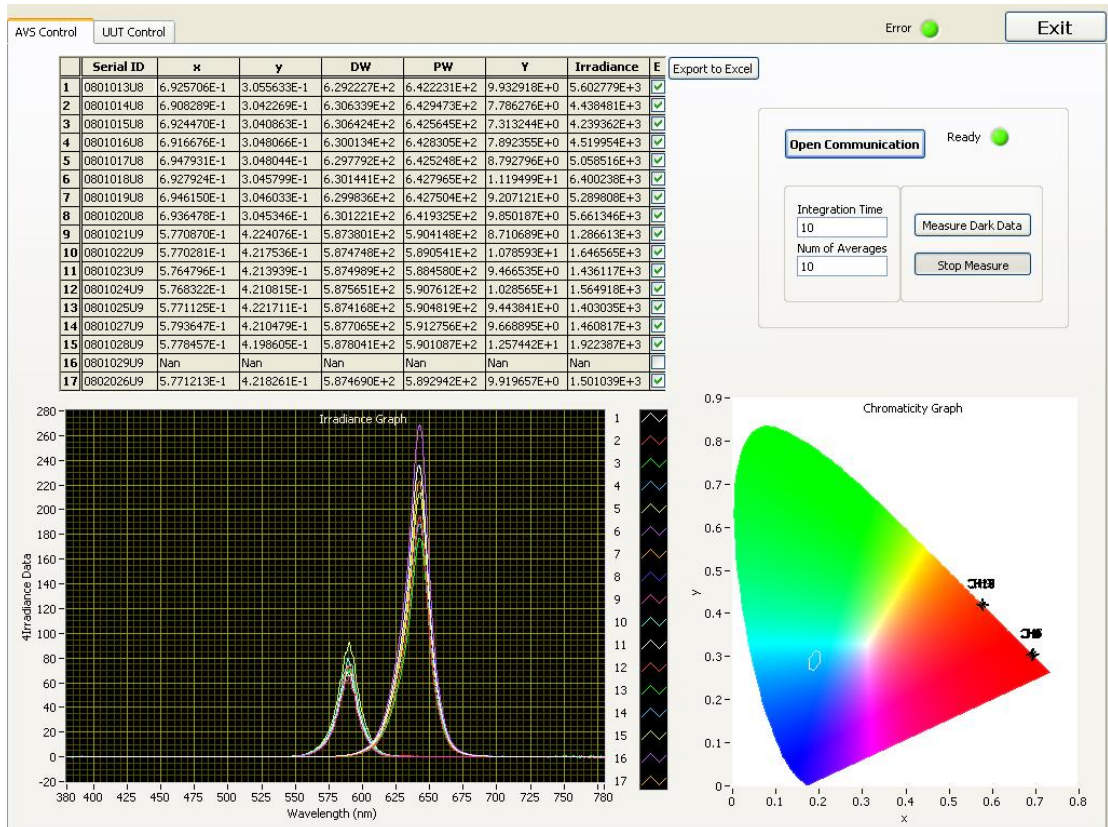 AVS Control UUT Control Error Exit
Serial ID x y DW PW Y Irradiance E Export to Excel
1 0801013U8 6.925706E-1 3.055633E-1 6.292227E+2 6.422231E+2 9.932918E+0 5.602779E+3
2 0801014U8 6.908289E-1 3.042269E-1 6.306339E+2 6.429473E+2 7.786276E+0 4.438481E+3
3 0801015U8 6.924470E-1 3.040863E-1 6.306424E+2 6.425645E+2 7.313244E+0 4.239362E+3
4 0801016U8 6.916676E-1 3.048066E-1 6.300134E+2 6.428305E+2 7.892355E+0 4.519954E+3
5 0801017U8 6.947931E-1 3.048044E-1 6.297792E+2 6.425248E+2 8.792796E+0 5.058516E+3
6 0801018U8 6.927924E-1 3.045799E-1 6.301441E+2 6.427965E+2 1.119499E+1 6.400238E+3
7 0801019U8 6.946150E-1 3.046033E-1 6.299836E+2 6.427504E+2 9.207121E+0 5.289808E+3
8 0801020U8 6.936478E-1 3.045346E-1 6.301221E+2 6.419325E+2 9.850187E+0 5.661346E+3
9 0801021U9 5.770870E-1 4.224076E-1 5.873801E+2 5.904148E+2 8.710689E+0 1.286613E+3
10 0801022U9 5.770281E-1 4.217536E-1 5.874748E+2 5.890541E+2 1.078593E+1 1.646565E+3
11 0801023U9 5.764796E-1 4.213939E-1 5.874989E+2 5.884580E+2 9.466535E+0 1.436117E+3
12 0801024U9 5.768322E-1 4.210815E-1 5.875651E+2 5.907612E+2 1.028565E+1 1.564918E+3
13 0801025U9 5.771125E-1 4.221711E-1 5.874168E+2 5.904819E+2 9.443841E+0 1.403035E+3
14 0801027U9 5.793647E-1 4.210479E-1 5.877065E+2 5.912756E+2 9.668895E+0 1.460817E+3
15 0801028U9 5.778457E-1 4.198605E-1 5.878041E+2 5.901087E+2 1.257442E+1 1.922387E+3
16 0801029U9 Nan Nan Nan Nan Nan Nan
17 0802026U9 5.771213E-1 4.218261E-1 5.874690E+2 5.892942E+2 9.919657E+0 1.501039E+3
Open Communication Ready
Integration Time
10
Num of Averages
10
Measure Dark Data
Stop Measure
Irradiance Graph
4Irradiance Data
280
260
240
220
200
180
160
140
120
100
80
60
40
20
0
-20
380 400 425 450 475 500 525 550 575 600 625 650 675 700 725 750 780
Wavelength (nm)
1
2
3
4
5
6
7
8
9
10
11
12
13
14
15
16
17
Chromaticity Graph
y
0.9
0.8
0.7
0.6
0.5
0.4
0.3
0.2
0.1
0
0 0.1 0.2 0.3 0.4 0.5 0.6 0.7 0.8
x